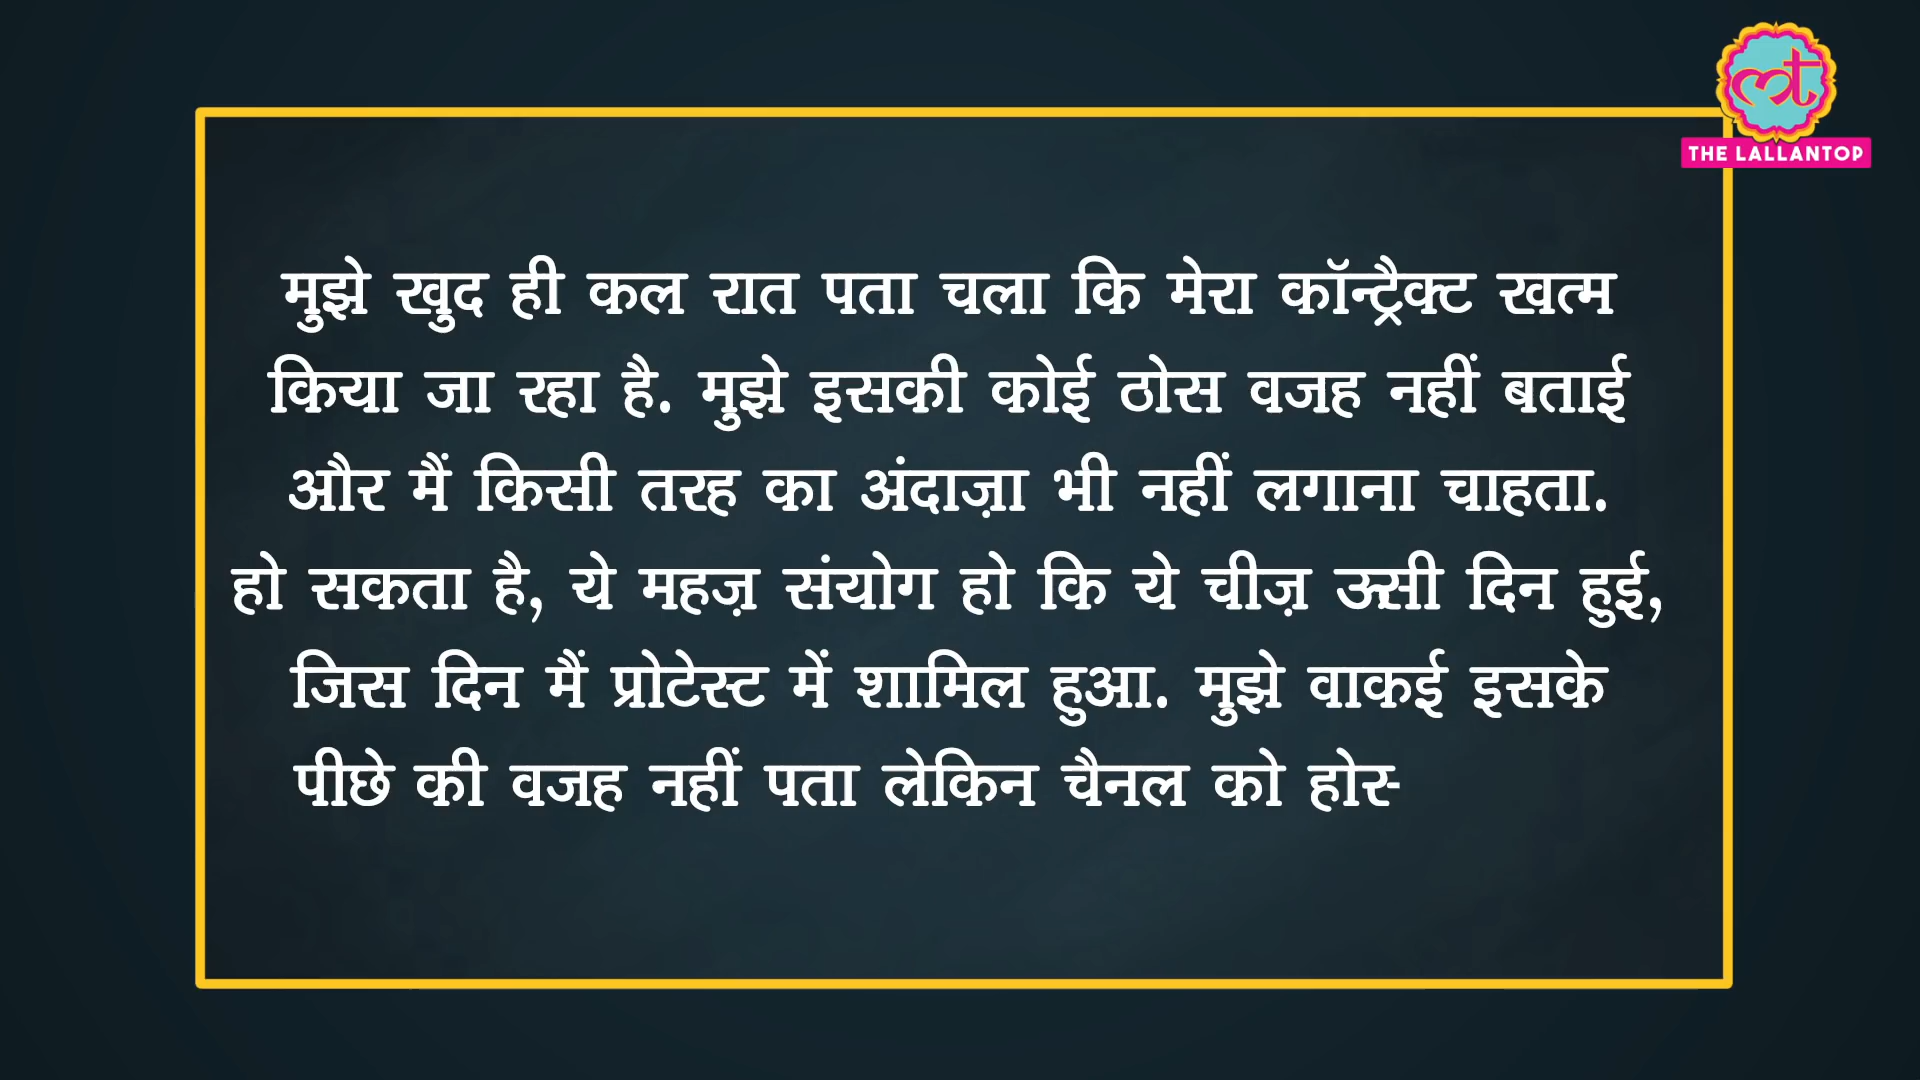 THE LALLANTOP
मुझे खुद ही कल रात पता चला कि मेरा कॉन्ट्रैक्ट खत्म
किया जा रहा है. मुझे इसकी कोई ठोस वजह नहीं बताई
और मैं किसी तरह का अंदाज़ा भी नहीं लगाना चाहता.
हो सकता है, ये महज़ संयोग हो कि ये चीज़ उसी दिन हुई,
जिस दिन मैं प्रोटेस्ट में शामिल हुआ. मुझे वाकई इसके
पीछे की वजह नहीं पता लेकिन चैनल को